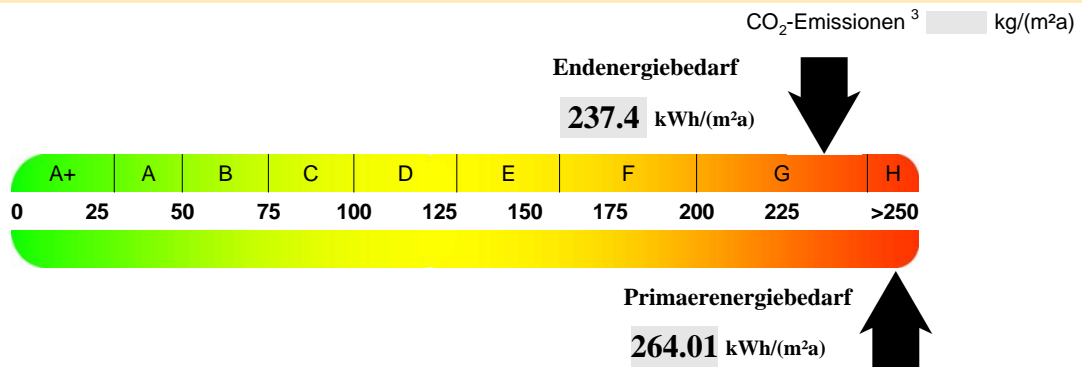 CO₂-Emissionen ³ kg/(m²a)
Endenergiebedarf
237.4 kWh/(m²a)
A+ A B C D E F G H
0 25 50 75 100 125 150 175 200 225 >250
Primaerenergiebedarf
264.01 kWh/(m²a)